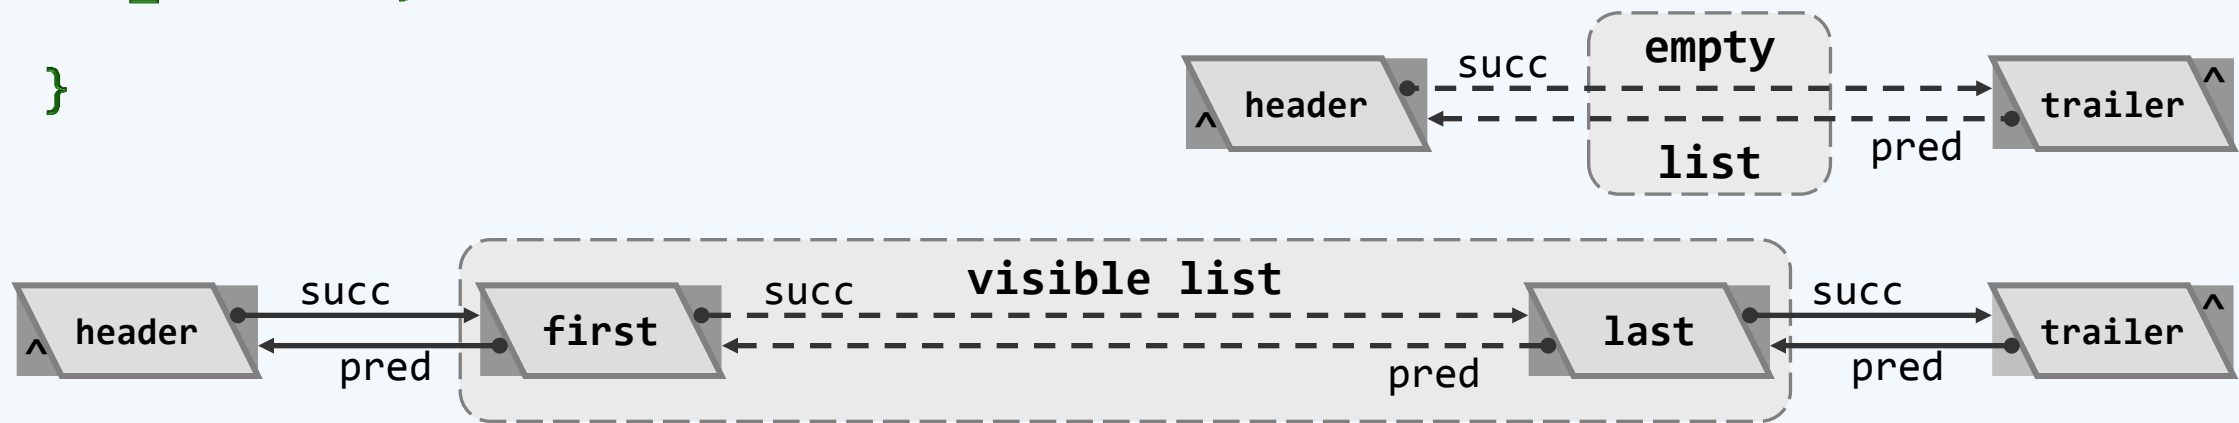 }
succ empty
header ^ trailer ^
list pred
visible list
succ succ succ
header ^ first last trailer ^
pred pred pred